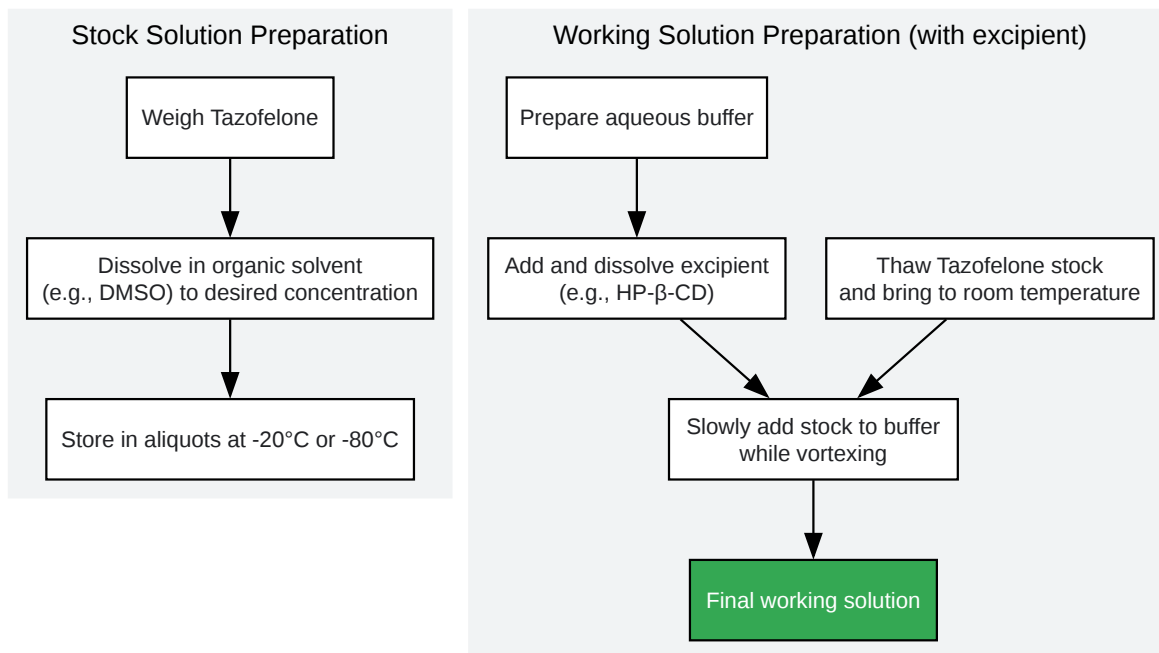 Stock Solution Preparation
Weigh Tazofelone
Dissolve in organic solvent
(e.g., DMSO) to desired concentration
Store in aliquots at -20°C or -80°C
Working Solution Preparation (with excipient)
Prepare aqueous buffer
Add and dissolve excipient
(e.g., HP-β-CD)
Thaw Tazofelone stock
and bring to room temperature
Slowly add stock to buffer
while vortexing
Final working solution